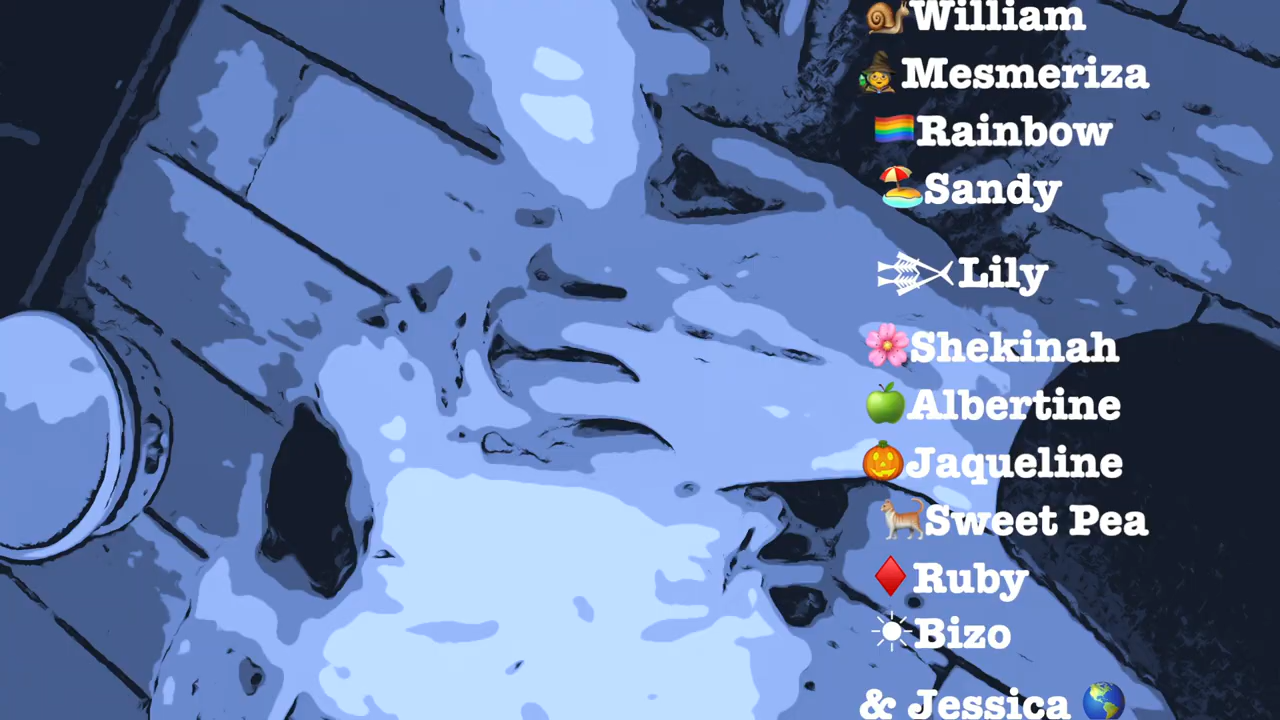 🐌William
🧙Mesmeriza
🏳️‍🌈Rainbow
🏖️Sandy
Lily
🌸Shekinah
🍏Albertine
🎃Jaqueline
🐈Sweet Pea
♦️Ruby
☀Bizo
& Jessica 🌎